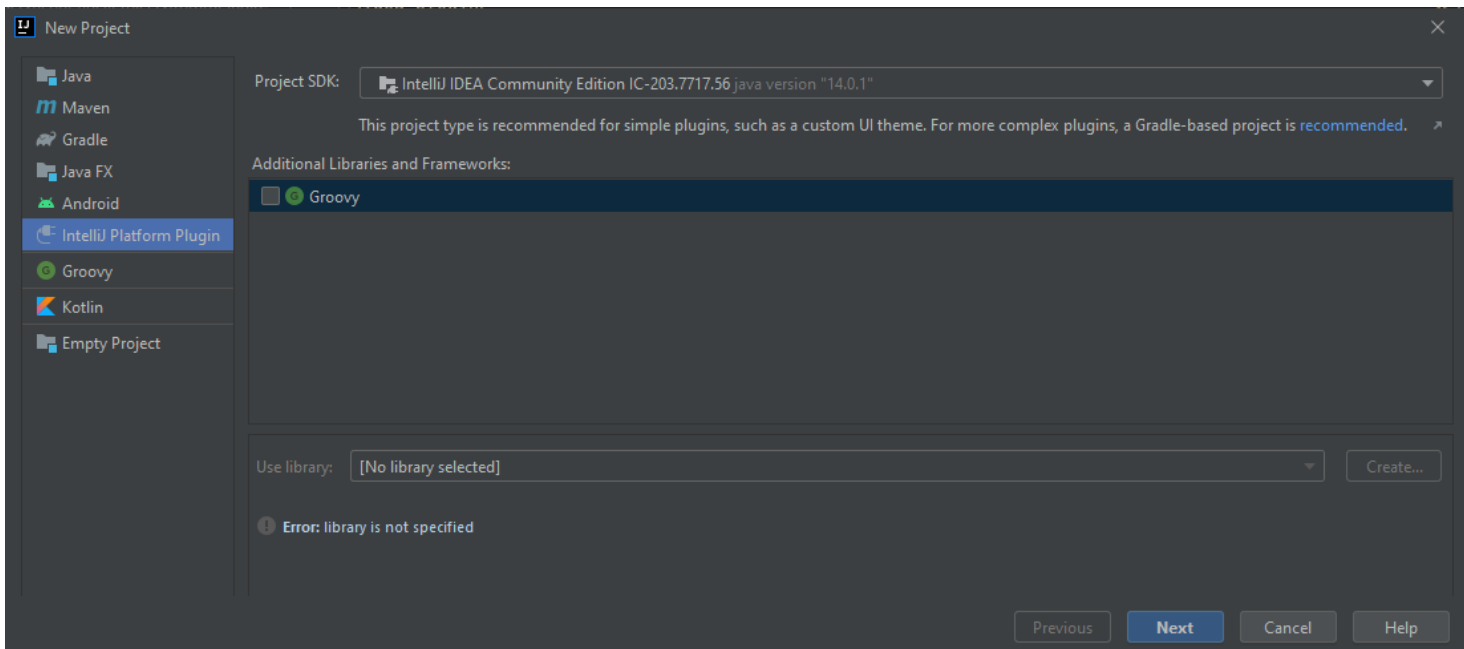 New Project
Java
Maven
Gradle
Java FX
Android
IntelliJ Platform Plugin
Groovy
Kotlin
Empty Project
Project SDK: IntelliJ IDEA Community Edition IC-203.7717.56 java version "14.0.1"
This project type is recommended for simple plugins, such as a custom UI theme. For more complex plugins, a Gradle-based project is recommended.
Additional Libraries and Frameworks:
Groovy
Use library: [No library selected] Create...
Error: library is not specified
Previous Next Cancel Help